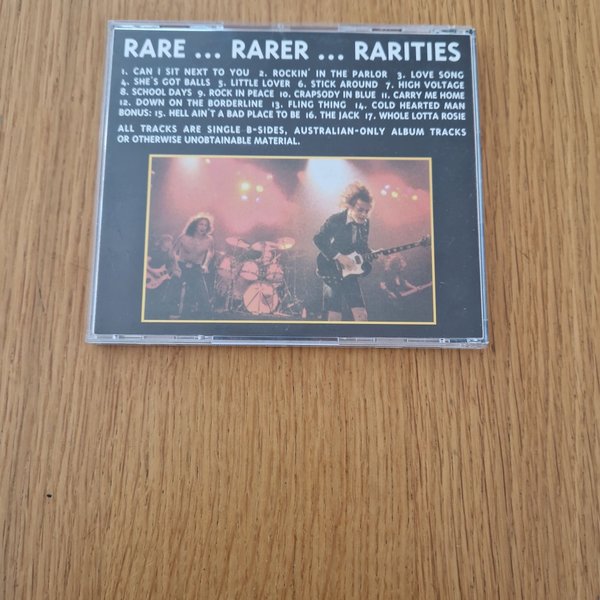 RARE ... RARER ... RARITIES
1. CAN I SIT NEXT TO YOU 2. ROCKIN' IN THE PARLOR 3. LOVE SONG
4. SHE'S GOT BALLS 5. LITTLE LOVER 6. STICK AROUND 7. HIGH VOLTAGE
8. SCHOOL DAYS 9. ROCK IN PEACE 10. CRAPSODY IN BLUE 11. CARRY ME HOME
12. DOWN ON THE BORDERLINE 13. FLING THING 14. COLD HEARTED MAN
BONUS: 15. HELL AIN'T A BAD PLACE TO BE 16. THE JACK 17. WHOLE LOTTA ROSIE
ALL TRACKS ARE SINGLE B-SIDES, AUSTRALIAN-ONLY ALBUM TRACKS
OR OTHERWISE UNOBTAINABLE MATERIAL.